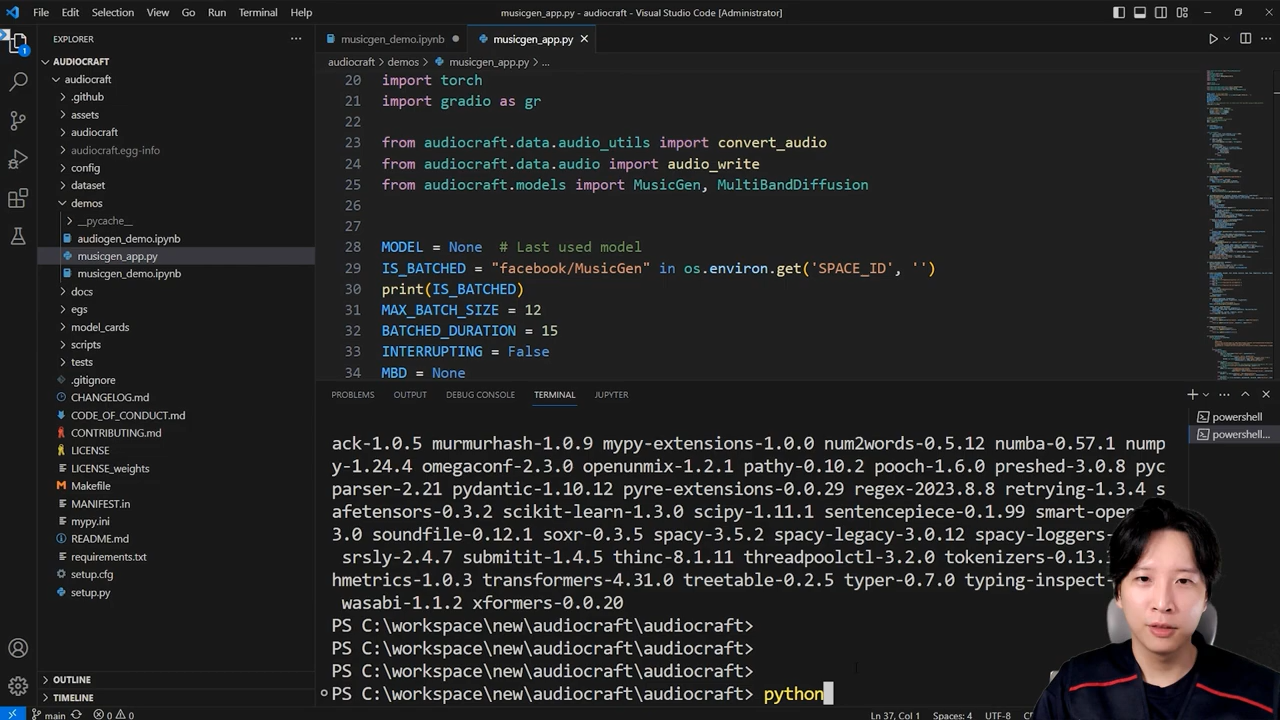 File Edit Selection View Go Run Terminal Help
musicgen_app.py - audiocraft - Visual Studio Code [Administrator]
1
EXPLORER
AUDIOCRAFT
audiocraft
.github
assets
audiocraft
audiocraft.egg-info
config
dataset
demos
__pycache__
audiogen_demo.ipynb
musicgen_app.py
musicgen_demo.ipynb
docs
egs
model_cards
scripts
tests
.gitignore
CHANGELOG.md
CODE_OF_CONDUCT.md
CONTRIBUTING.md
LICENSE
LICENSE_weights
Makefile
MANIFEST.in
mypy.ini
README.md
requirements.txt
setup.cfg
setup.py
OUTLINE
TIMELINE
musicgen_demo.ipynb
musicgen_app.py
audiocraft > demos > musicgen_app.py > ...
20 import torch
21 import gradio as gr
22
23 from audiocraft.data.audio_utils import convert_audio
24 from audiocraft.data.audio import audio_write
25 from audiocraft.models import MusicGen, MultiBandDiffusion
26
27
28 MODEL = None # Last used model
29 IS_BATCHED = "facebook/MusicGen" in os.environ.get('SPACE_ID', '')
30 print(IS_BATCHED)
31 MAX_BATCH_SIZE = 12
32 BATCHED_DURATION = 15
33 INTERRUPTING = False
34 MBD = None
PROBLEMS OUTPUT DEBUG CONSOLE TERMINAL JUPYTER
powershell
powershell...
ack-1.0.5 murmurhash-1.0.9 mypy-extensions-1.0.0 num2words-0.5.12 numba-0.57.1 nump
y-1.24.4 omegaconf-2.3.0 openunmix-1.2.1 pathy-0.10.2 pooch-1.6.0 preshed-3.0.8 pyc
parser-2.21 pydantic-1.10.12 pyre-extensions-0.0.29 regex-2023.8.8 retrying-1.3.4 s
afetensors-0.3.2 scikit-learn-1.3.0 scipy-1.11.1 sentencepiece-0.1.99 smart-open
3.0 soundfile-0.12.1 soxr-0.3.5 spacy-3.5.2 spacy-legacy-3.0.12 spacy-loggers-
srsly-2.4.7 submitit-1.4.5 thinc-8.1.11 threadpoolctl-3.2.0 tokenizers-0.13.
hmetrics-1.0.3 transformers-4.31.0 treetable-0.2.5 typer-0.7.0 typing-inspect-
wasabi-1.1.2 xformers-0.0.20
PS C:\workspace\new\audiocraft\audiocraft>
PS C:\workspace\new\audiocraft\audiocraft>
PS C:\workspace\new\audiocraft\audiocraft>
PS C:\workspace\new\audiocraft\audiocraft> python
main 0 0
Ln 37, Col 1 Spaces: 4 UTF-8